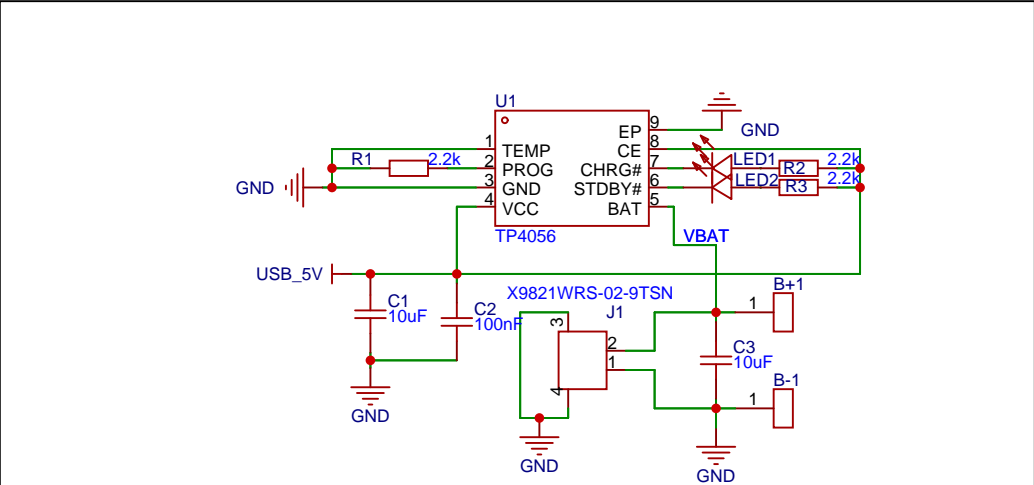 U1
EP
9
GND
1
TEMP
CE
8
R1
2.2k
2
PROG
CHRG#
7
LED1
R2
2.2k
GND
3
GND
STDBY#
6
LED2
R3
2.2k
4
VCC
BAT
5
TP4056
VBAT
USB_5V
X9821WRS-02-9TSN
J1
B+1
1
C1
10uF
C2
100nF
3
2
1
4
C3
10uF
B-1
1
GND
GND
GND